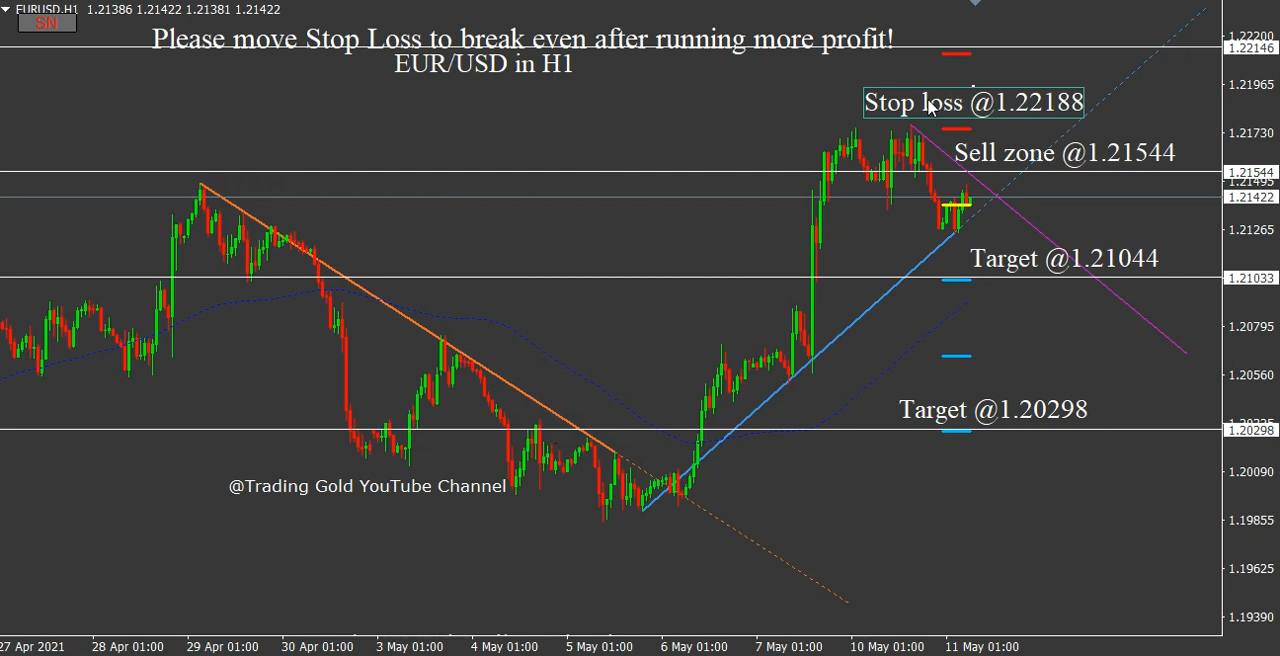 EURUSD,H1 1.21386 1.21422 1.21381 1.21422
SN
Please move Stop Loss to break even after running more profit!
EUR/USD in H1
Stop loss @1.22188
Sell zone @1.21544
Target @1.21044
Target @1.20298
@Trading Gold YouTube Channel
1.22200
1.22146
1.21965
1.21730
1.21544
1.21495
1.21422
1.21265
1.21033
1.20795
1.20560
1.20298
1.20090
1.19855
1.19625
1.19390
27 Apr 2021 28 Apr 01:00 29 Apr 01:00 30 Apr 01:00 3 May 01:00 4 May 01:00 5 May 01:00 6 May 01:00 7 May 01:00 10 May 01:00 11 May 01:00